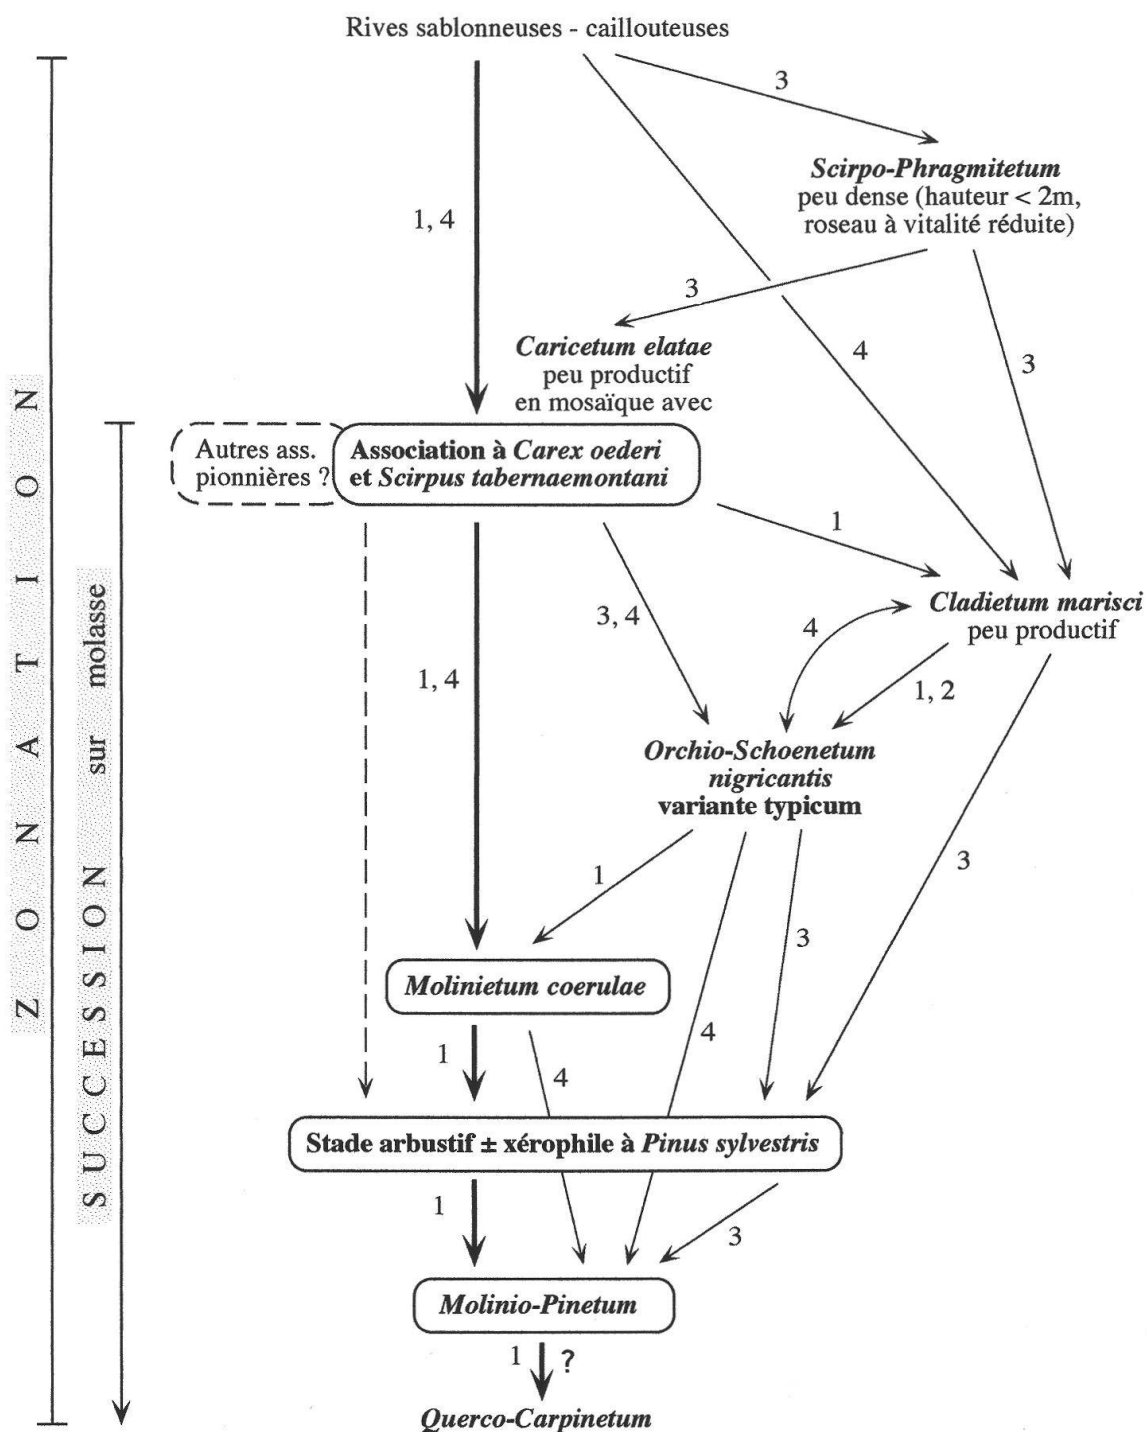 Rives sablonneuses - caillouteuses
3
Scirpo-Phragmitetum
peu dense (hauteur < 2m,
roseau à vitalité réduite)
1, 4
3
Caricetum elatae
peu productif
en mosaïque avec
4
3
Autres ass.
pionnières ?
Association à Carex oederi
et Scirpus tabernaemontani
1
Cladietum marisci
peu productif
3, 4
4
1, 2
1, 4
Orchio-Schoenetum
nigricantis
variante typicum
1
3
3
Molinietum coerulae
1
4
4
Stade arbustif ± xérophile à Pinus sylvestris
1
3
Molinio-Pinetum
1
?
Querco-Carpinetum
ZONATION
SUCCESSION sur molasse